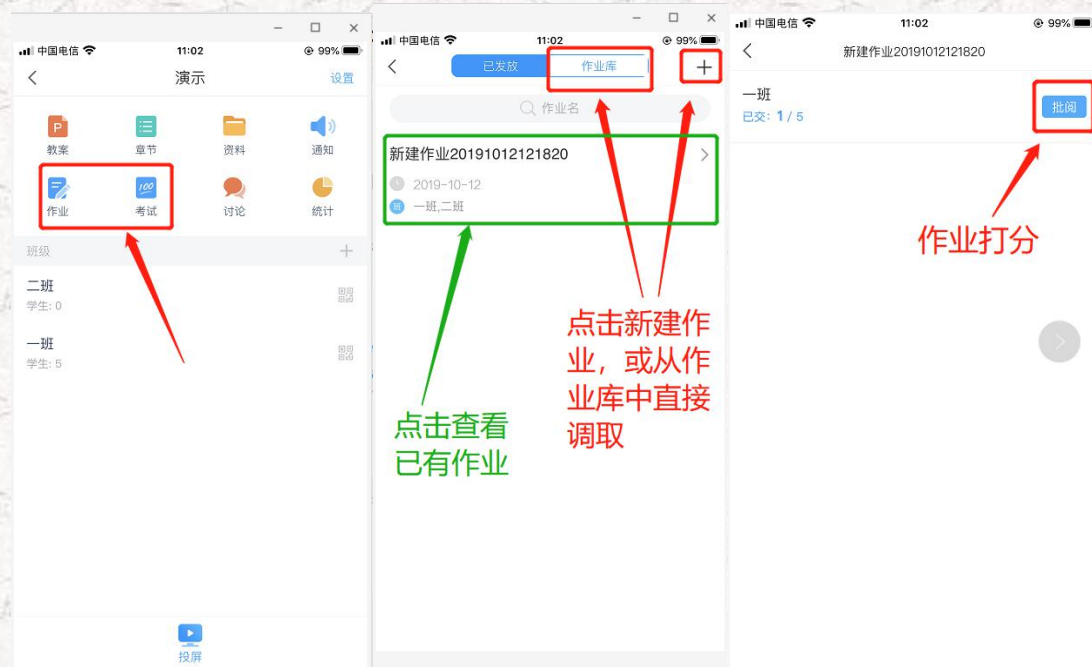 中国电信 11:02 99%
演示 设置
教案 章节 资料 通知
作业 考试 讨论 统计
班级
二班
学生: 0
一班
学生: 5
投屏
中国电信 11:02 99%
已发放 作业库
作业名
新建作业20191012121820
2019-10-12
班 一班,二班
点击新建作
业，或从作
业库中直接
调取
点击查看
已有作业
中国电信 11:02 99%
新建作业20191012121820
一班
已交: 1 / 5
批阅
作业打分